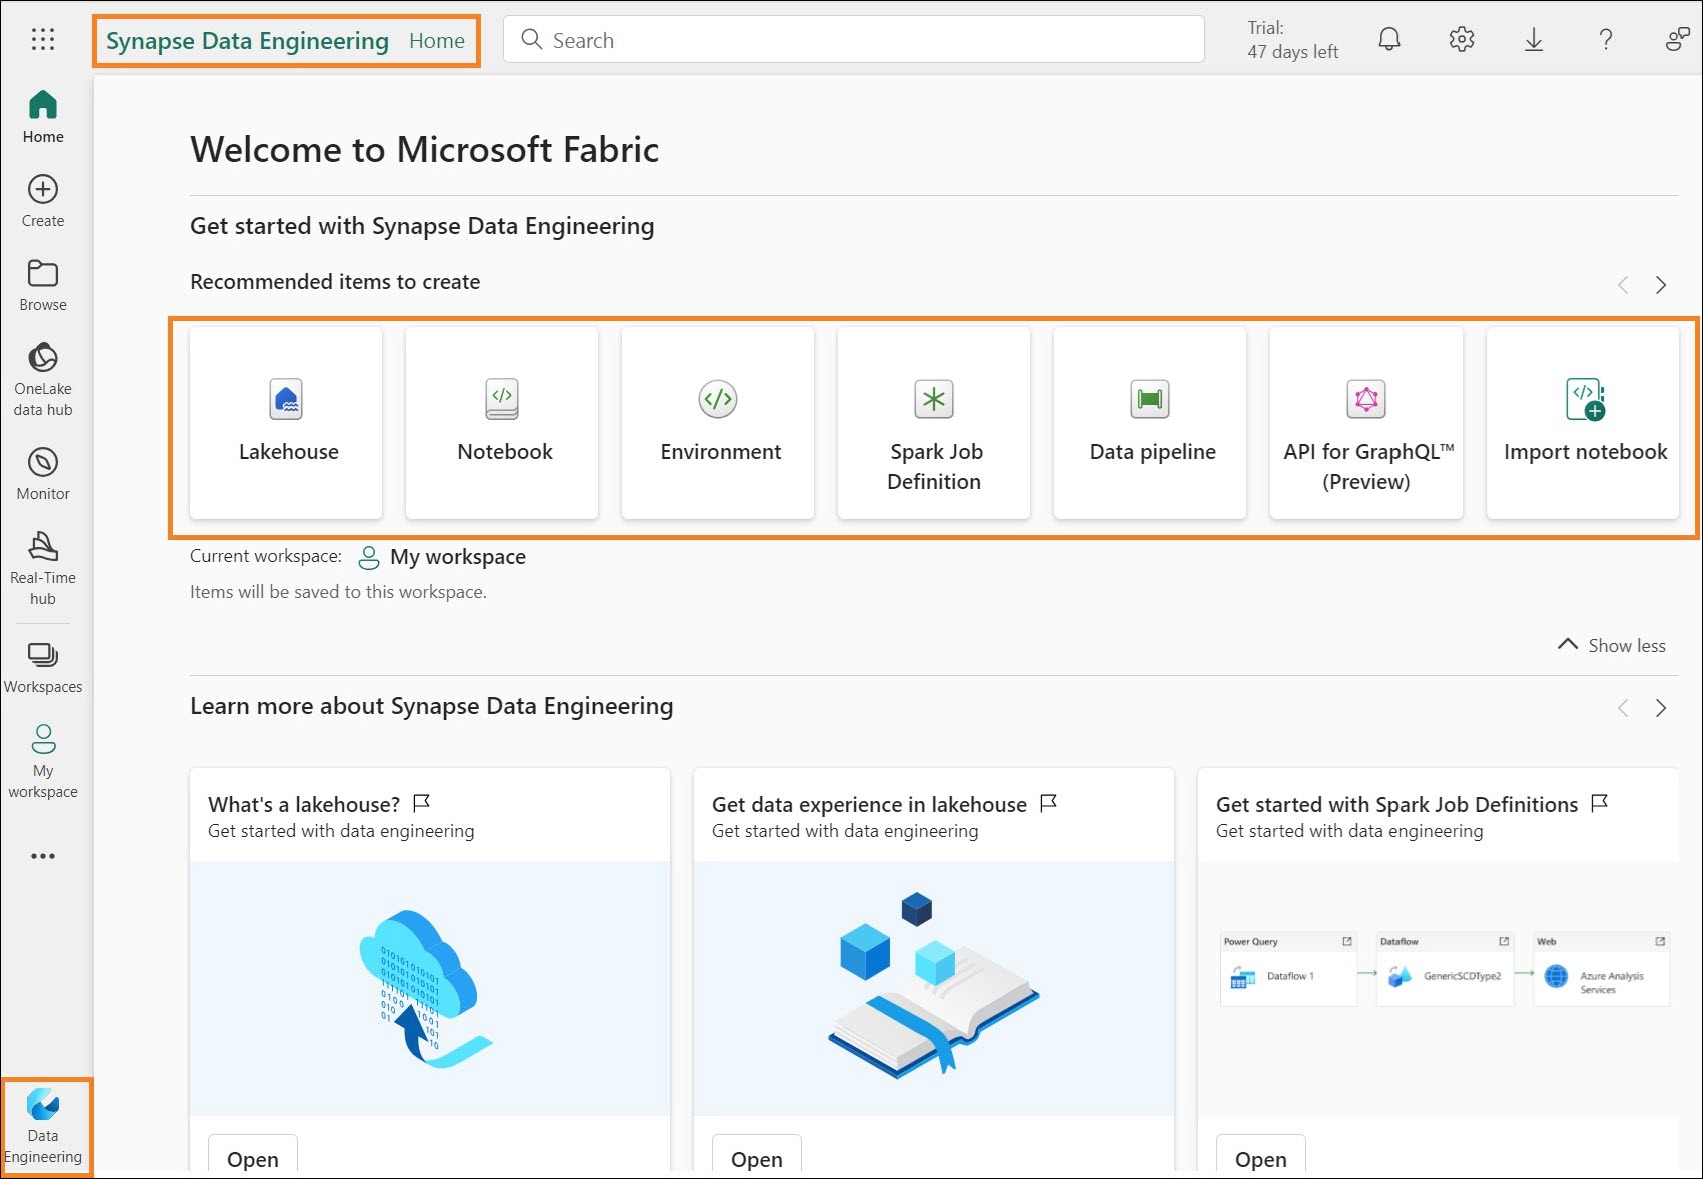 Synapse Data Engineering Home
Search
Trial:
47 days left
Home
Create
Browse
OneLake
data hub
Monitor
Real-Time
hub
Workspaces
My
workspace
Data
Engineering
Welcome to Microsoft Fabric
Get started with Synapse Data Engineering
Recommended items to create
Lakehouse
Notebook
Environment
Spark Job
Definition
Data pipeline
API for GraphQL™
(Preview)
Import notebook
Current workspace: My workspace
Items will be saved to this workspace.
Show less
Learn more about Synapse Data Engineering
What's a lakehouse?
Get started with data engineering
Open
Get data experience in lakehouse
Get started with data engineering
Open
Get started with Spark Job Definitions
Get started with data engineering
Power Query
Dataflow 1
Dataflow
GenericSCDType2
Web
Azure Analysis
Services
Open